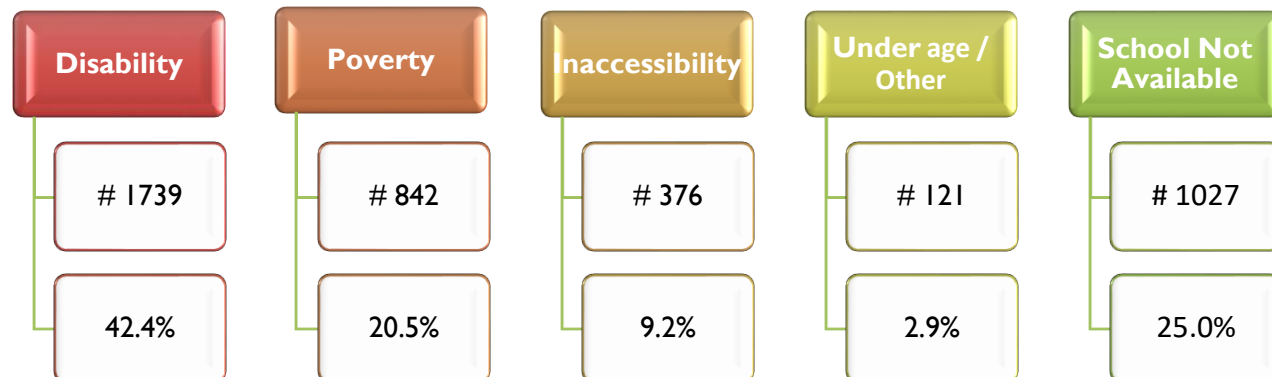 Disability
# 1739
42.4%
Poverty
# 842
20.5%
Inaccessibility
# 376
9.2%
Under age /
Other
# 121
2.9%
School Not
Available
# 1027
25.0%